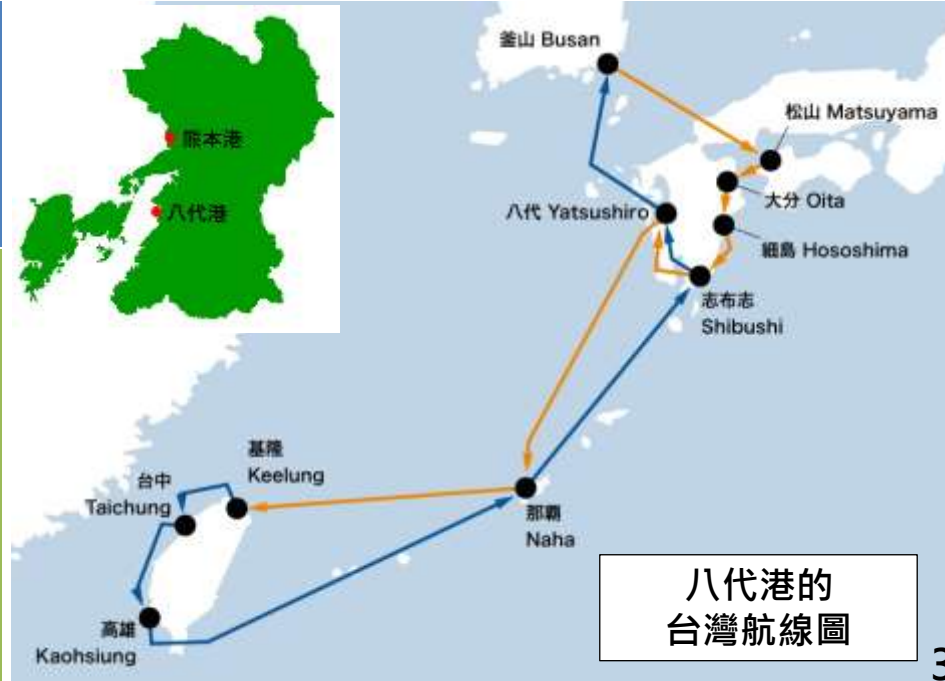 熊本港
八代港
釜山 Busan
松山 Matsuyama
大分 Oita
八代 Yatsushiro
細島 Hososhima
志布志
Shibushi
基隆
Keelung
台中
Taichung
那霸
Naha
高雄
Kaohsiung
八代港的
台灣航線圖
3